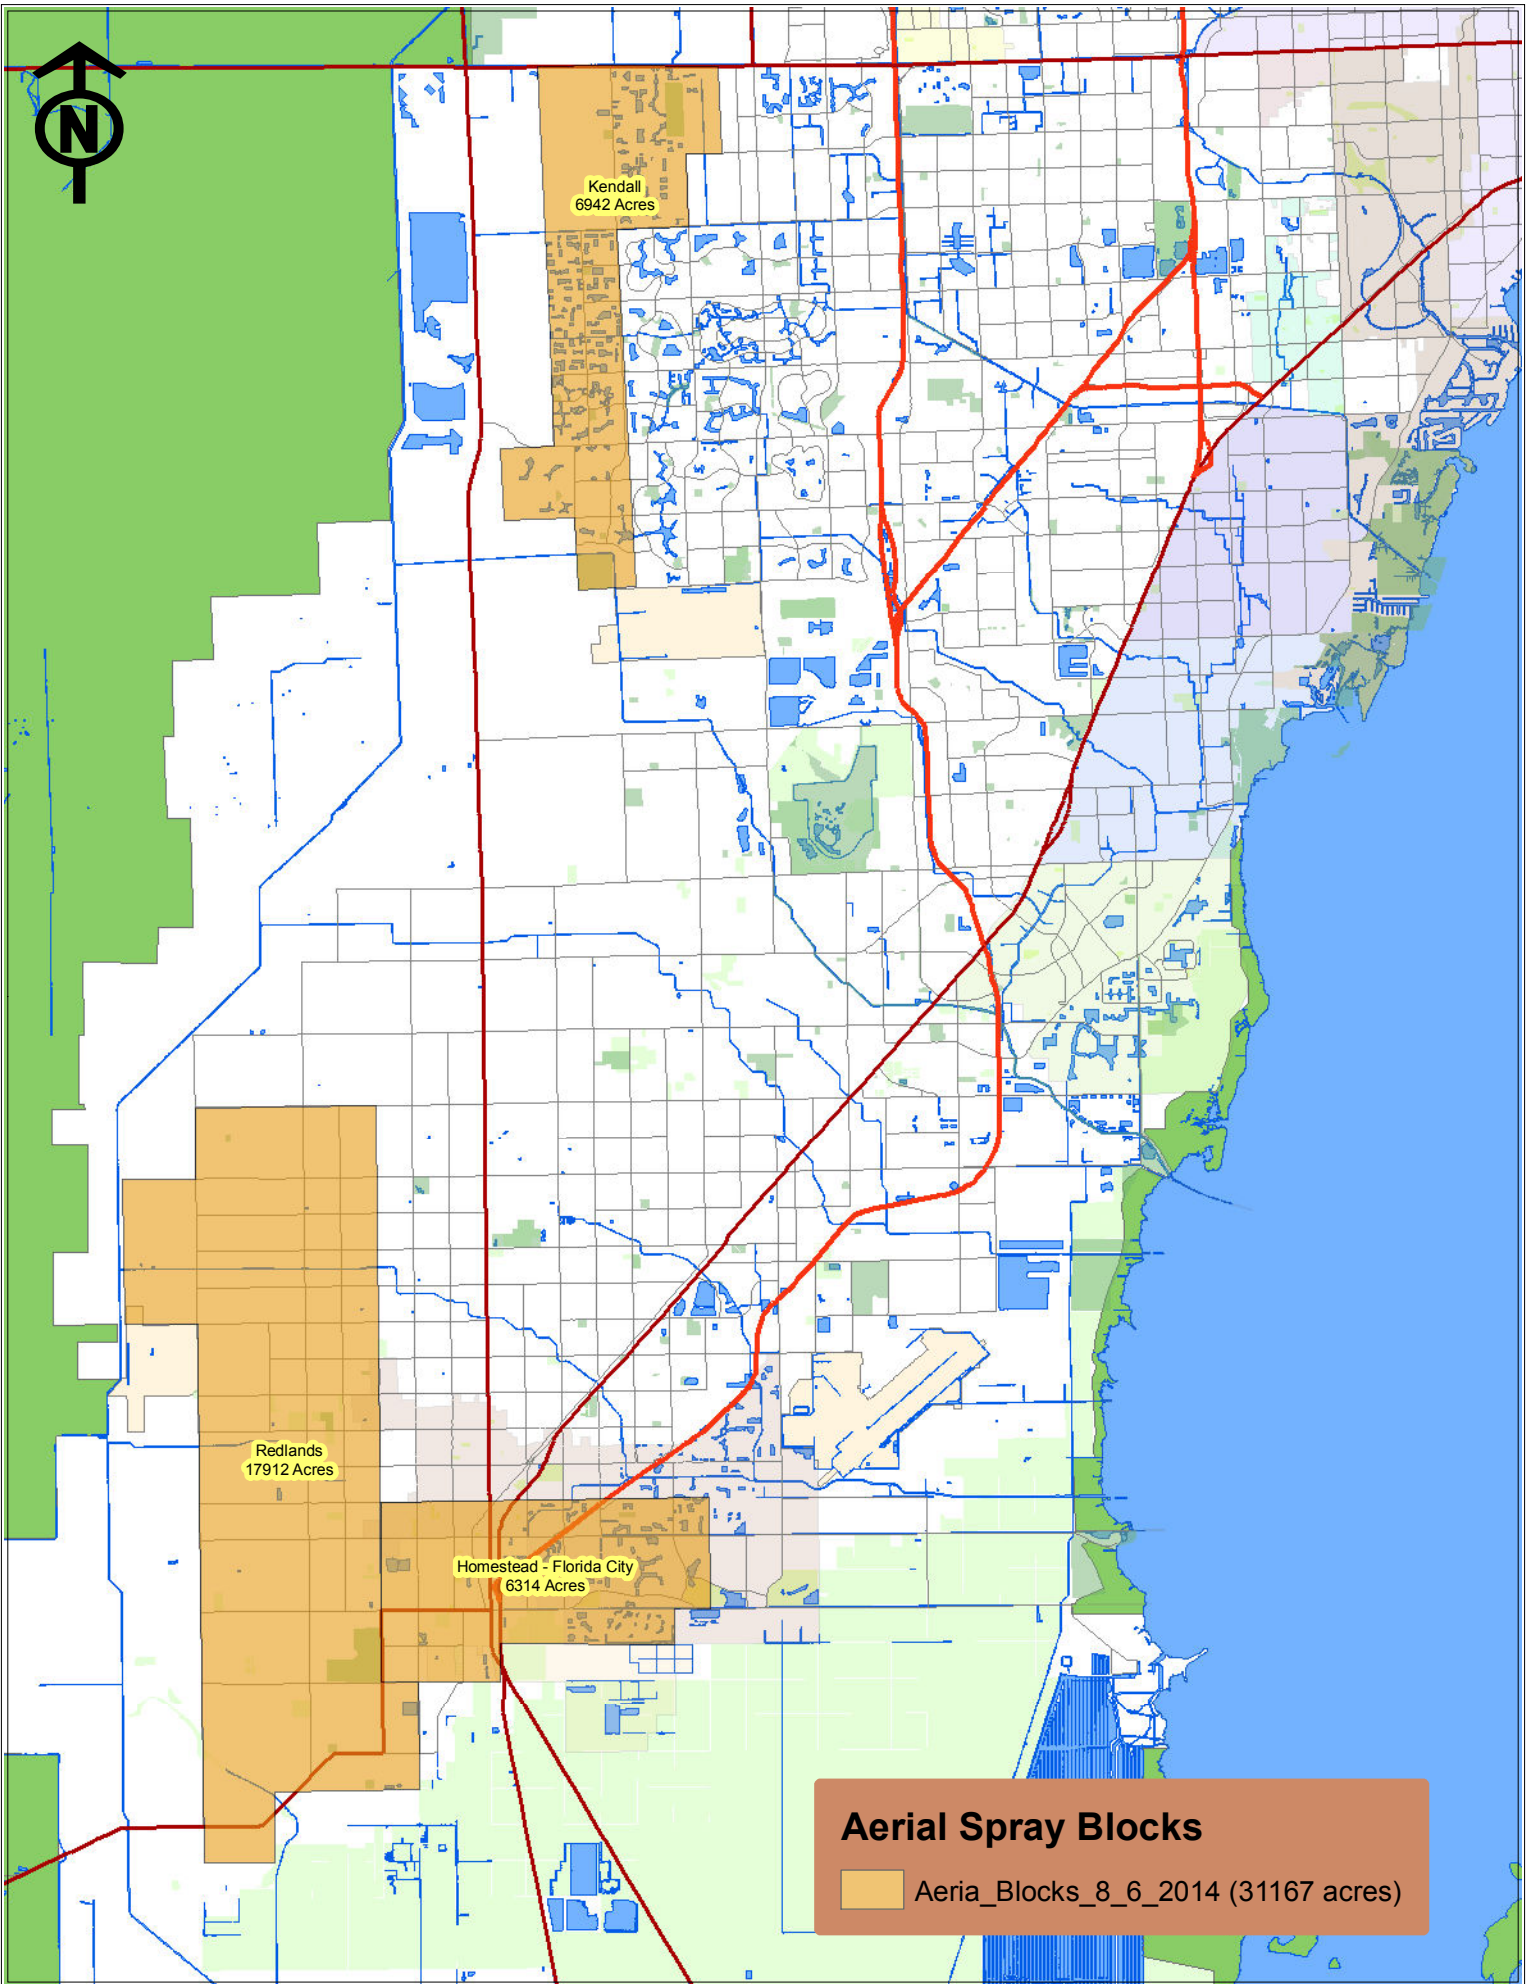 N
Kendall
6942 Acres
Redlands
17912 Acres
Homestead - Florida City
6314 Acres
Aerial Spray Blocks
Aeria_Blocks_8_6_2014 (31167 acres)